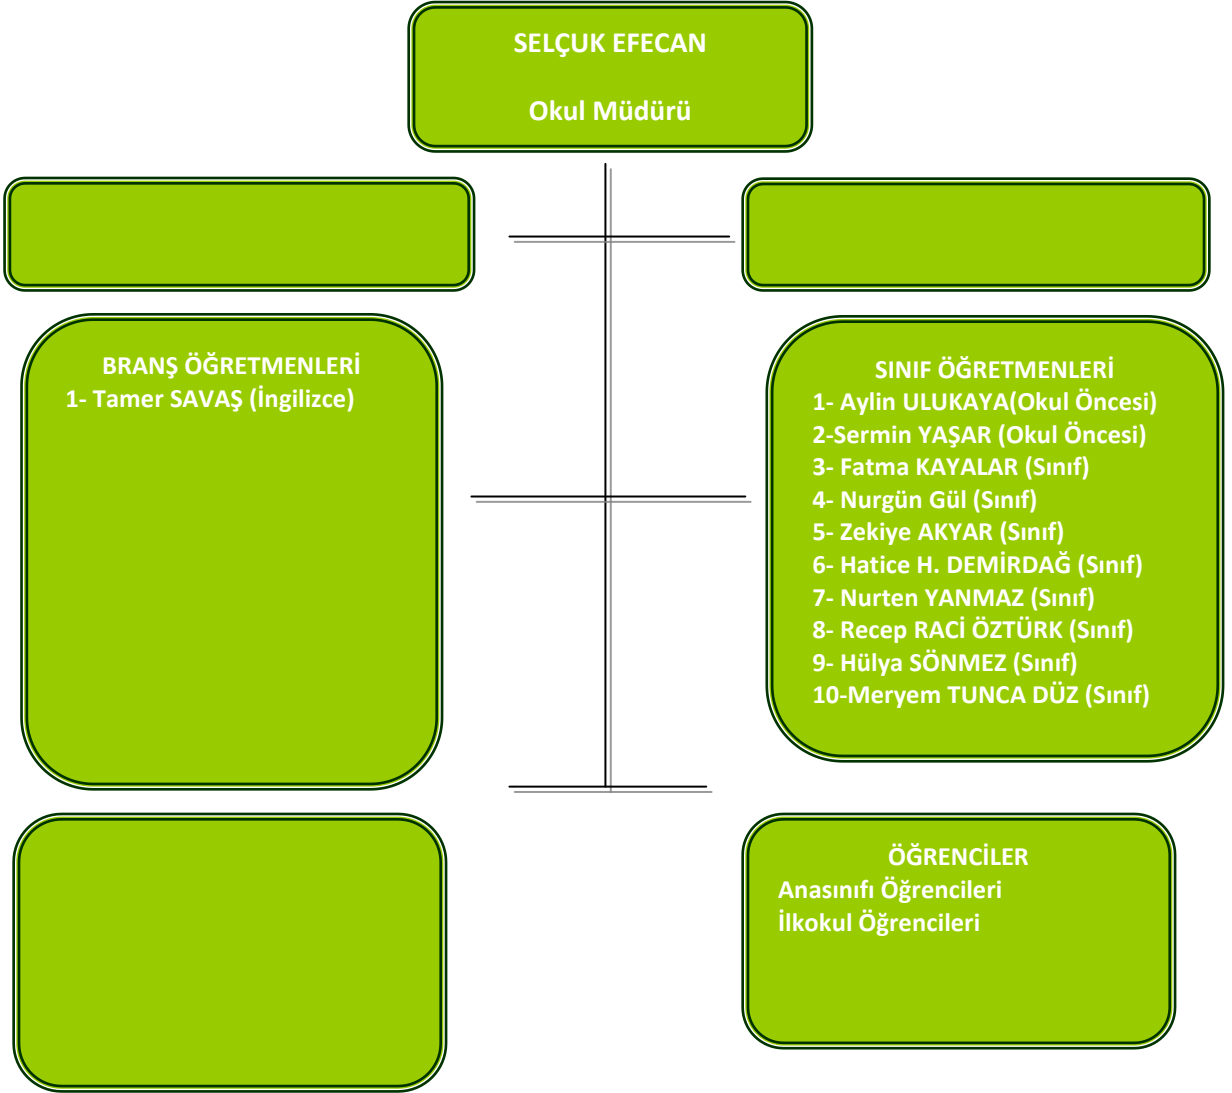 SELÇUK EFECAN
Okul Müdürü
BRANŞ ÖĞRETMENLERİ
1- Tamer SAVAŞ (İngilizce)
SINIF ÖĞRETMENLERİ
1- Aylin ULUKAYA(Okul Öncesi)
2-Sermin YAŞAR (Okul Öncesi)
3- Fatma KAYALAR (Sınıf)
4- Nurgün Gül (Sınıf)
5- Zekiye AKYAR (Sınıf)
6- Hatice H. DEMİRDAĞ (Sınıf)
7- Nurten YANMAZ (Sınıf)
8- Recep RACİ ÖZTÜRK (Sınıf)
9- Hülya SÖNMEZ (Sınıf)
10-Meryem TUNCA DÜZ (Sınıf)
ÖĞRENCİLER
Anasınıfı Öğrencileri
İlkokul Öğrencileri